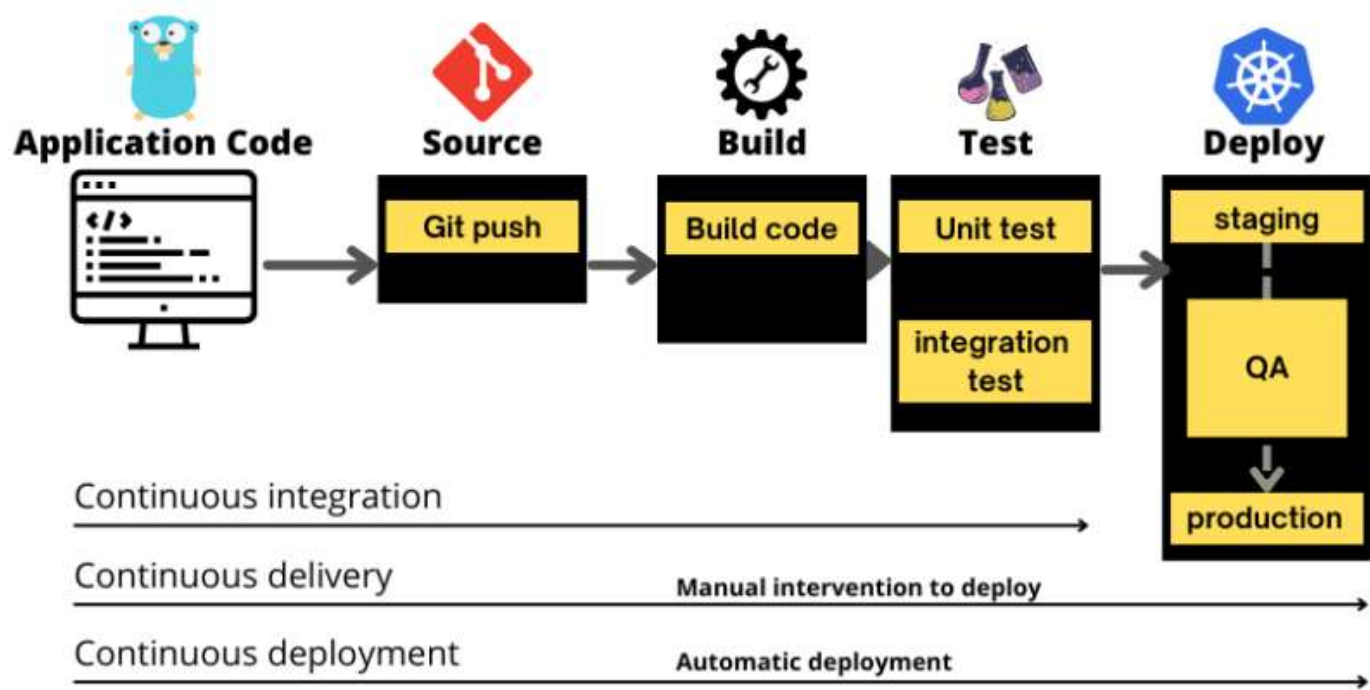 Application Code
Source
Build
Test
Deploy
</>
Git push
Build code
Unit test
integration
test
staging
QA
production
Continuous integration
Continuous delivery
Manual intervention to deploy
Continuous deployment
Automatic deployment